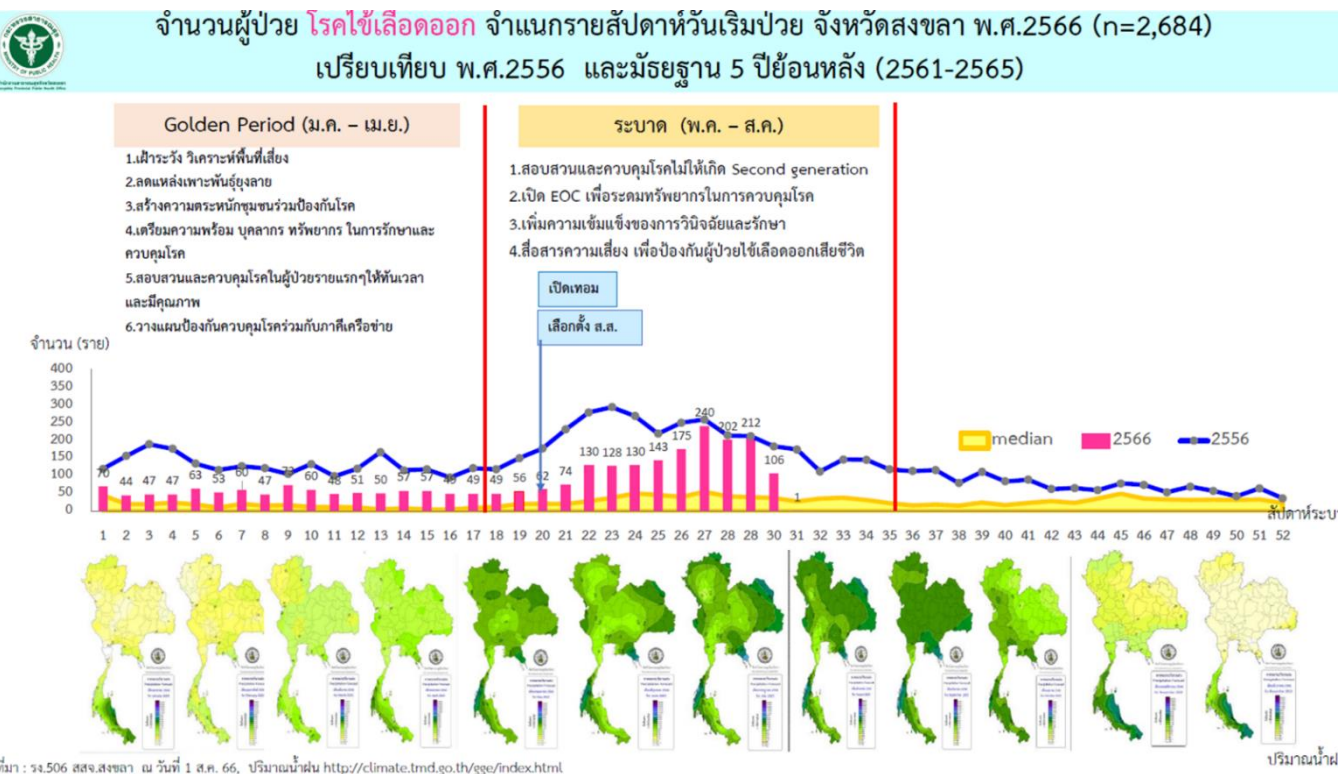 จำนวนผู้ป่วย โรคไข้เลือดออก จำแนกรายสัปดาห์วันเริ่มป่วย จังหวัดสงขลา พ.ศ.2566 (n=2,684)
เปรียบเทียบ พ.ศ.2556 และมัธยฐาน 5 ปีย้อนหลัง (2561-2565)
Golden Period (ม.ค. – เม.ย.)
1.เฝ้าระวัง วิเคราะห์พื้นที่เสี่ยง
2.ลดแหล่งเพาะพันธุ์ยุงลาย
3.สร้างความตระหนักชุมชนร่วมป้องกันโรค
4.เตรียมความพร้อม บุคลากร ทรัพยากร ในการรักษาและ
ควบคุมโรค
5.สอบสวนและควบคุมโรคในผู้ป่วยรายแรกๆให้ทันเวลา
และมีคุณภาพ
6.วางแผนป้องกันควบคุมโรคร่วมกับภาคีเครือข่าย
ระบาด (พ.ค. – ส.ค.)
1.สอบสวนและควบคุมโรคไม่ให้เกิด Second generation
2.เปิด EOC เพื่อระดมทรัพยากรในการควบคุมโรค
3.เพิ่มความเข้มแข็งของการวินิจฉัยและรักษา
4.สื่อสารความเสี่ยง เพื่อป้องกันผู้ป่วยไข้เลือดออกเสียชีวิต
เปิดเทอม
เลือกตั้ง ส.ส.
จำนวน (ราย)
400
350
300
250
200
150
100
50
0
70 44 47 47 63 53 60 47 73 60 48 51 50 57 57 49 49 49 56 62 74 130 128 130 143 175 240 202 212 106 1
median 2566 2556
สัปดาห์ระบา
1 2 3 4 5 6 7 8 9 10 11 12 13 14 15 16 17 18 19 20 21 22 23 24 25 26 27 28 29 30 31 32 33 34 35 36 37 38 39 40 41 42 43 44 45 46 47 48 49 50 51 52
ปริมาณน้ำฝ
ที่มา : รง.506 สสจ.สงขลา ณ วันที่ 1 ส.ค. 66, ปริมาณน้ำฝน http://climate.tmd.go.th/gge/index.html